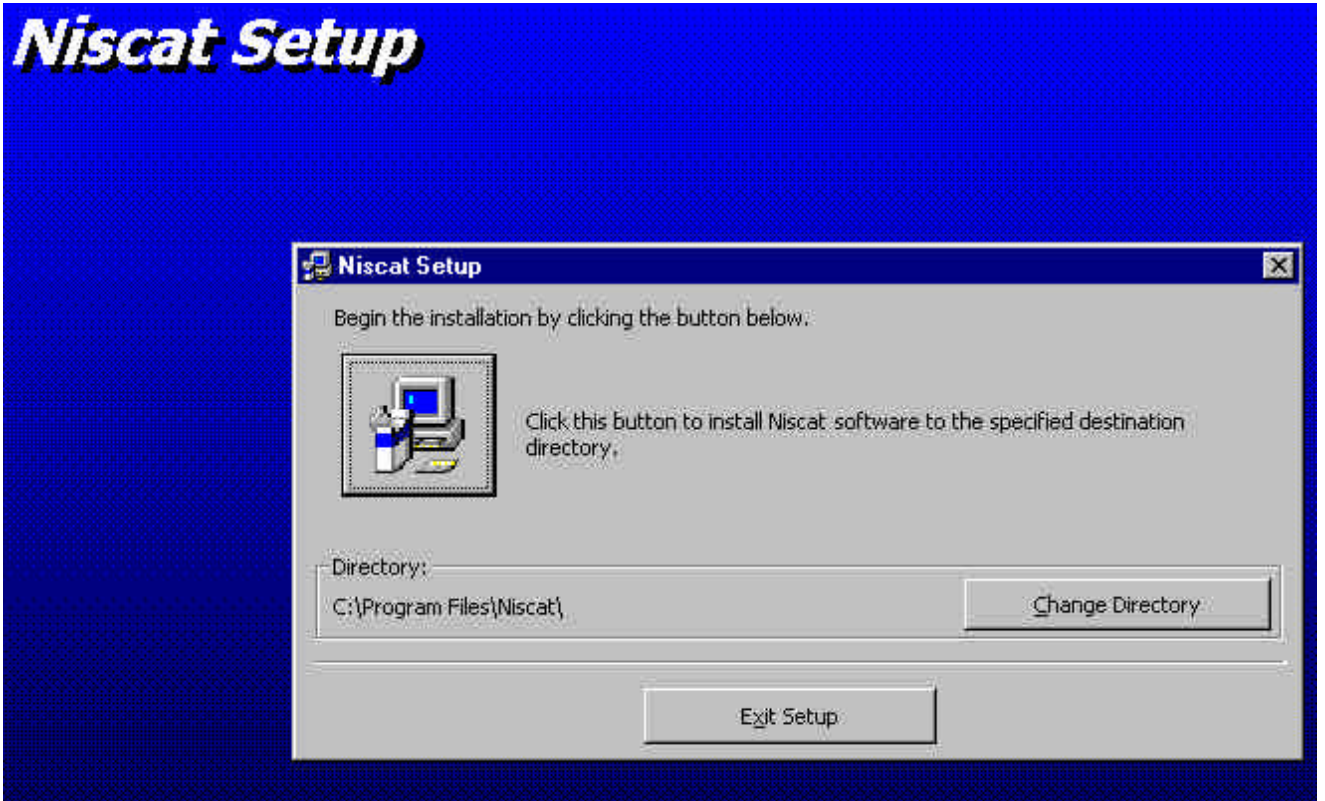 Niscat Setup
Niscat Setup
Begin the installation by clicking the button below.
Click this button to install Niscat software to the specified destination
directory.
Directory:
C:\Program Files\Niscat\
Change Directory
Exit Setup